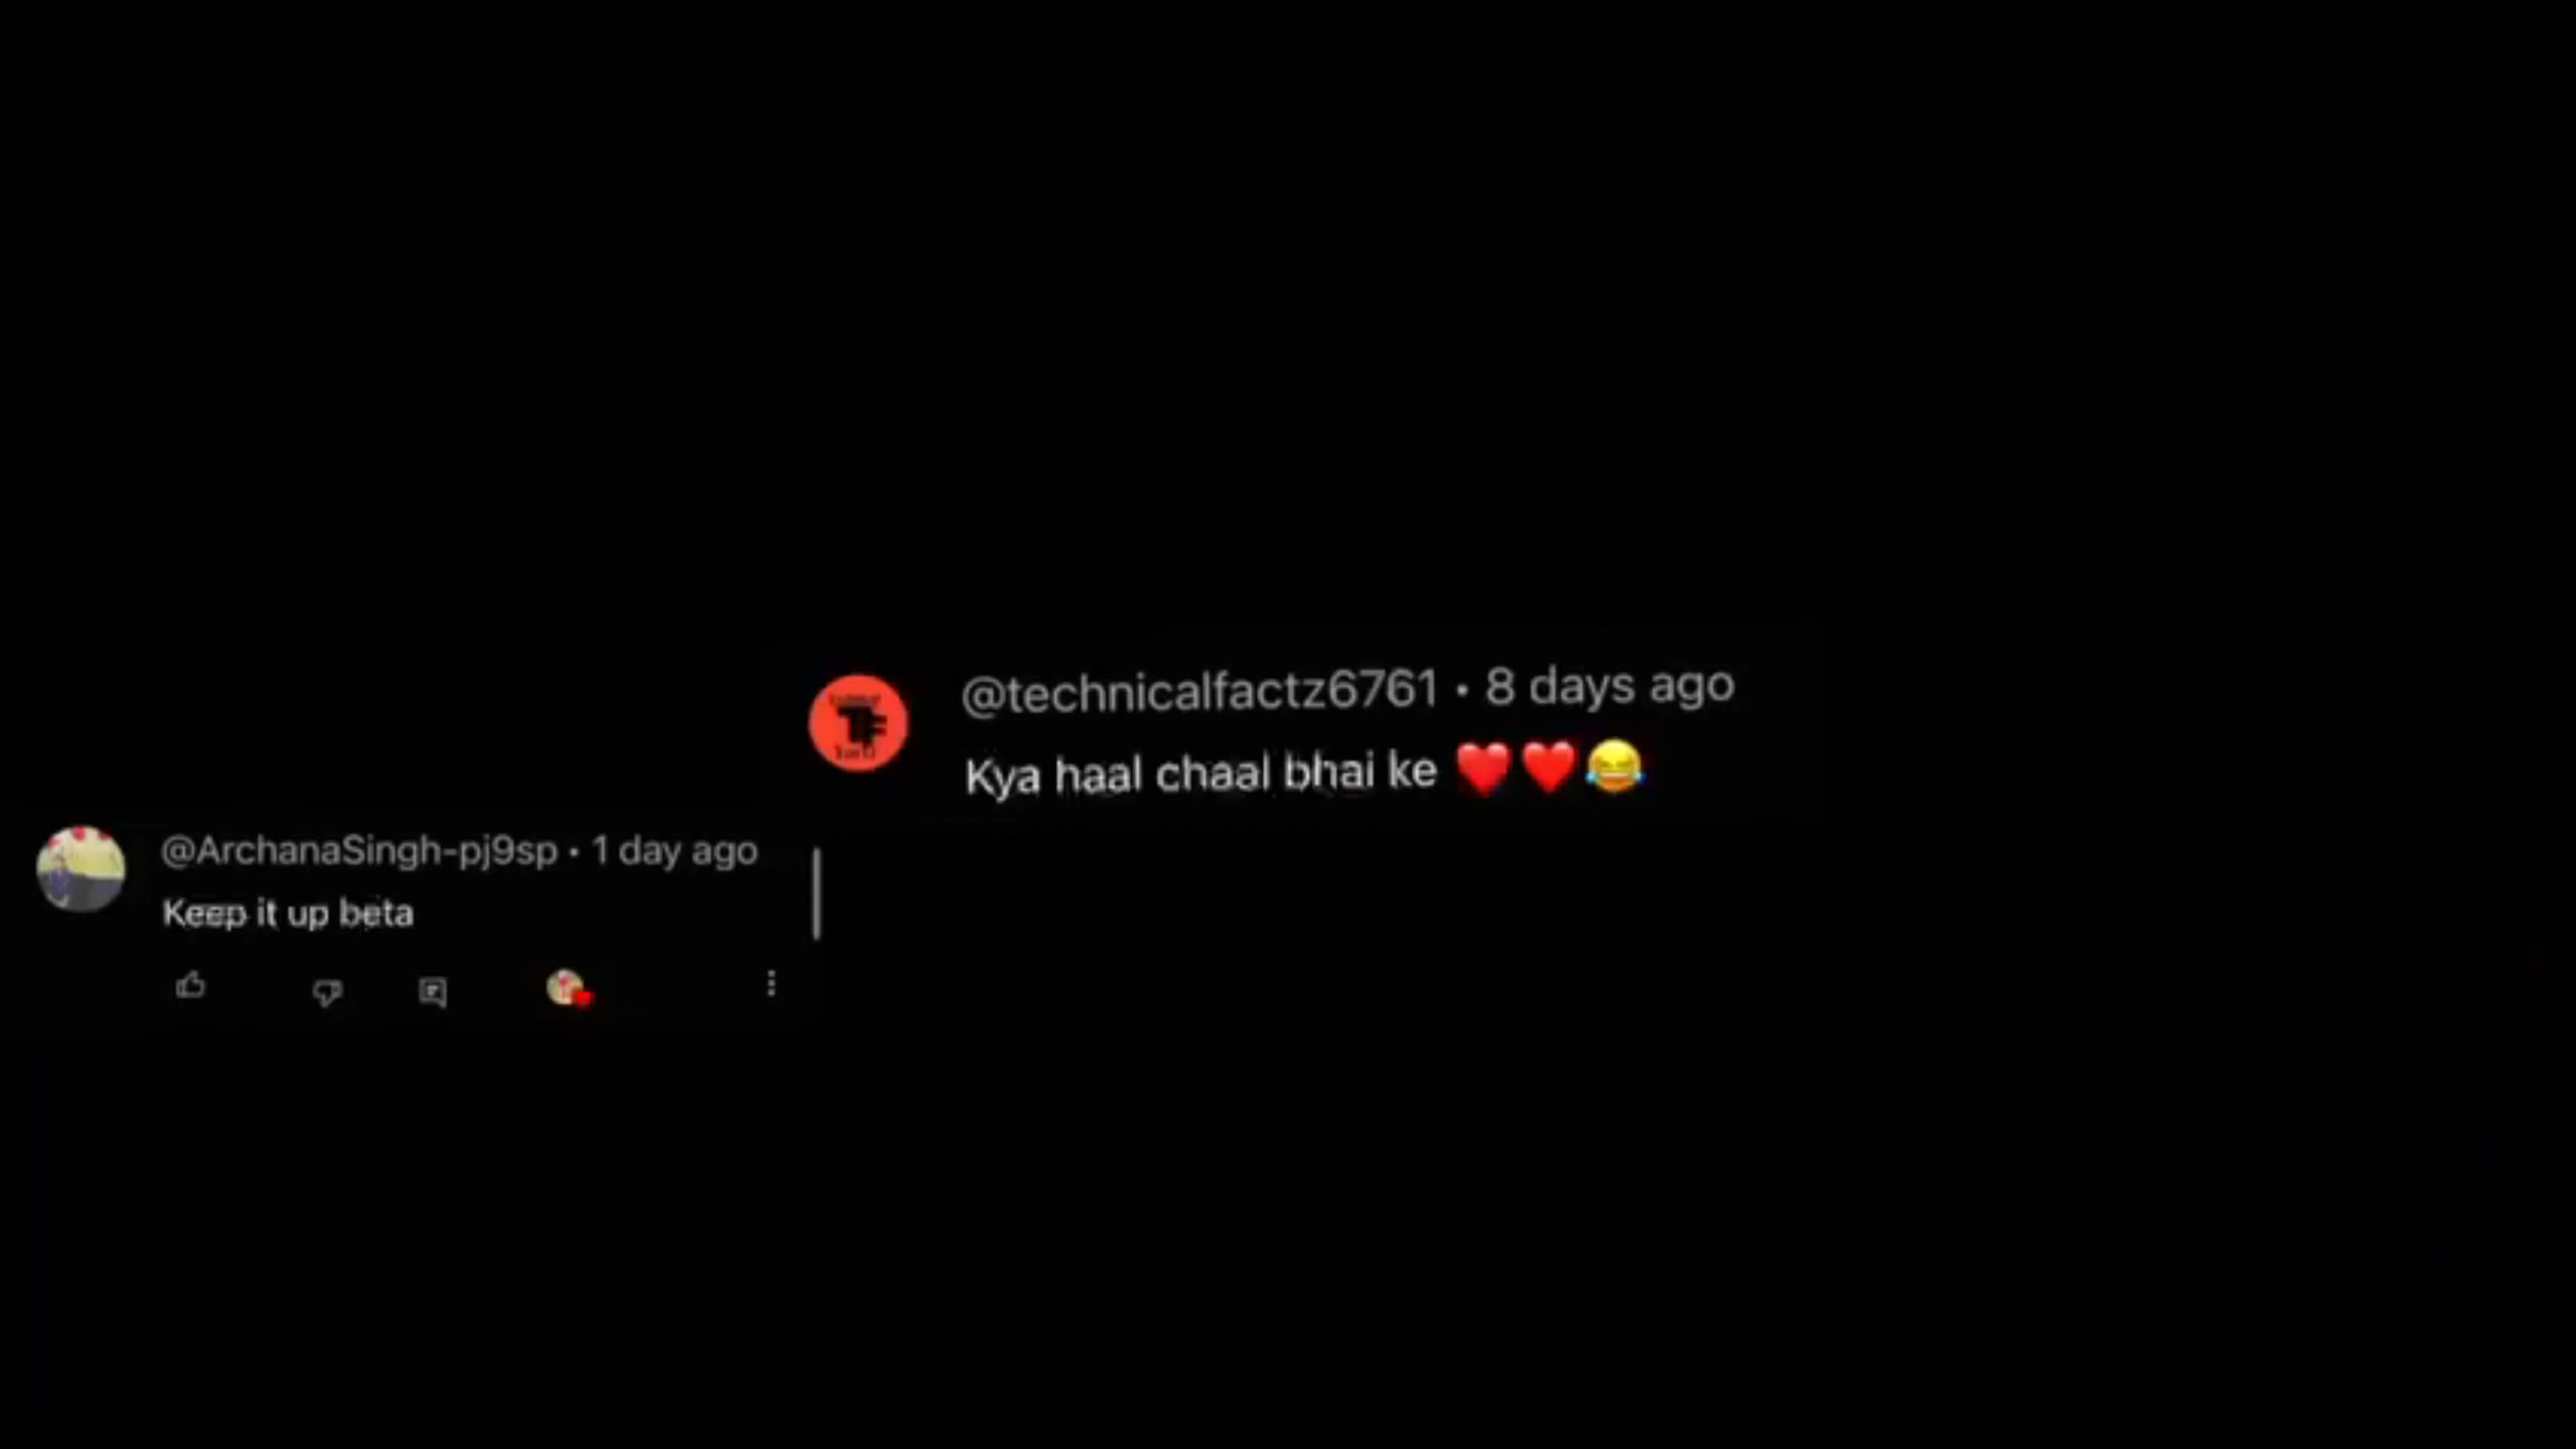 @technicalfactz6761 • 8 days ago
Kya haal chaal bhai ke ❤️❤️😂
@ArchanaSingh-pj9sp • 1 day ago
Keep it up beta